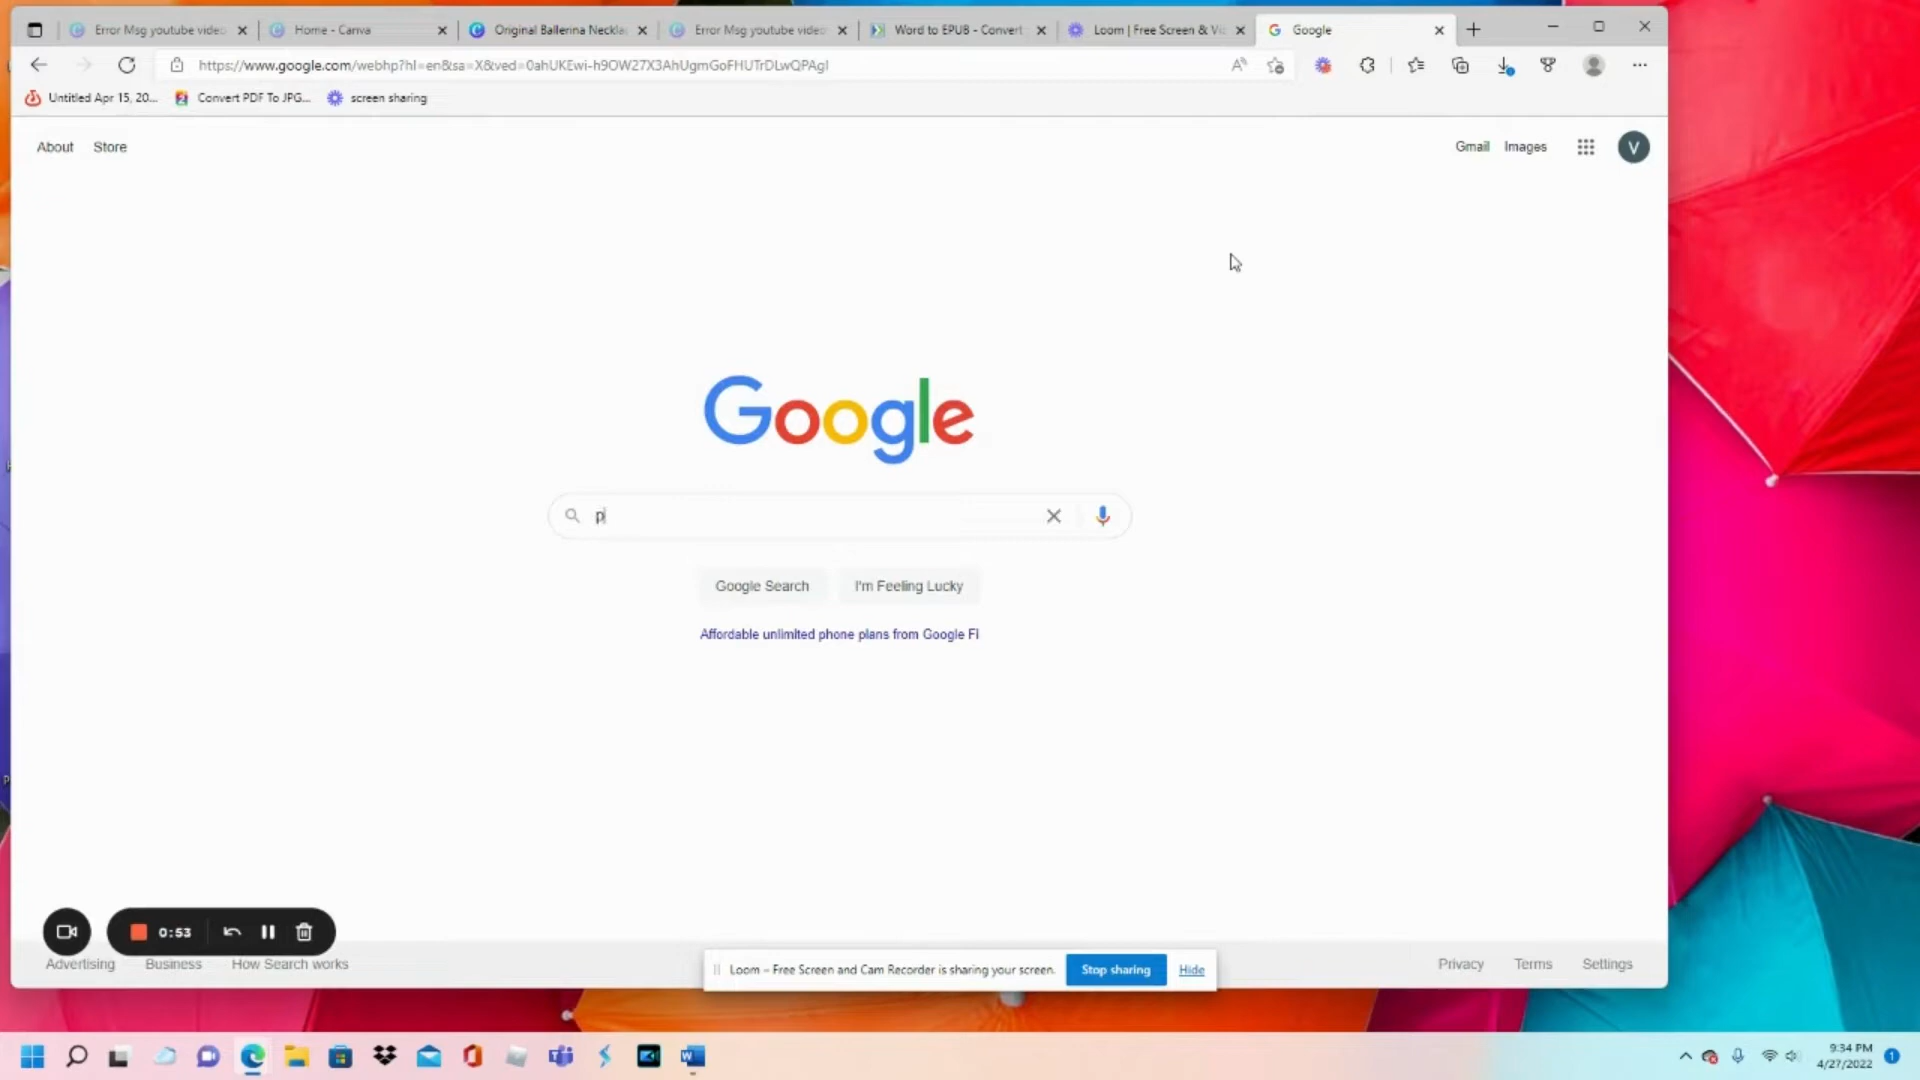 Error Msg youtube video
Home - Canva
Original Ballerina Neckla
Error Msg youtube video
Word to EPUB - Convert
Loom | Free Screen & Vi
Google
https://www.google.com/webhp?hl=en&sa=X&ved=0ahUKEwi-h9OW27X3AhUgmGoFHUTrDLwQPAgI
Untitled Apr 15, 20...
Convert PDF To JPG...
screen sharing
About
Store
Gmail
Images
V
Google
p
Google Search
I'm Feeling Lucky
Affordable unlimited phone plans from Google Fi
0:53
Advertising
Business
How Search works
Loom – Free Screen and Cam Recorder is sharing your screen.
Stop sharing
Hide
Privacy
Terms
Settings
9:34 PM
4/27/2022
1